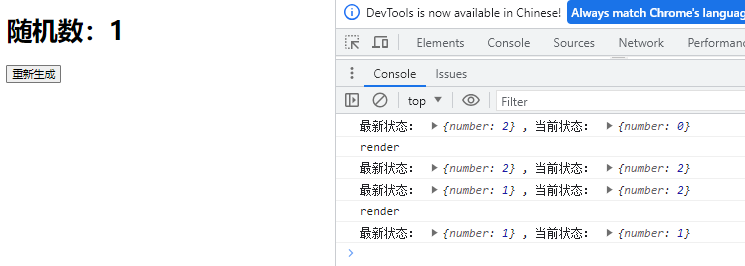 随机数：1
重新生成
DevTools is now available in Chinese! Always match Chrome's langua
Elements Console Sources Network Performanc
Console Issues
top Filter
最新状态： ▶ {number: 2} , 当前状态： ▶ {number: 0}
render
最新状态： ▶ {number: 2} , 当前状态： ▶ {number: 2}
最新状态： ▶ {number: 1} , 当前状态： ▶ {number: 2}
render
最新状态： ▶ {number: 1} , 当前状态： ▶ {number: 1}